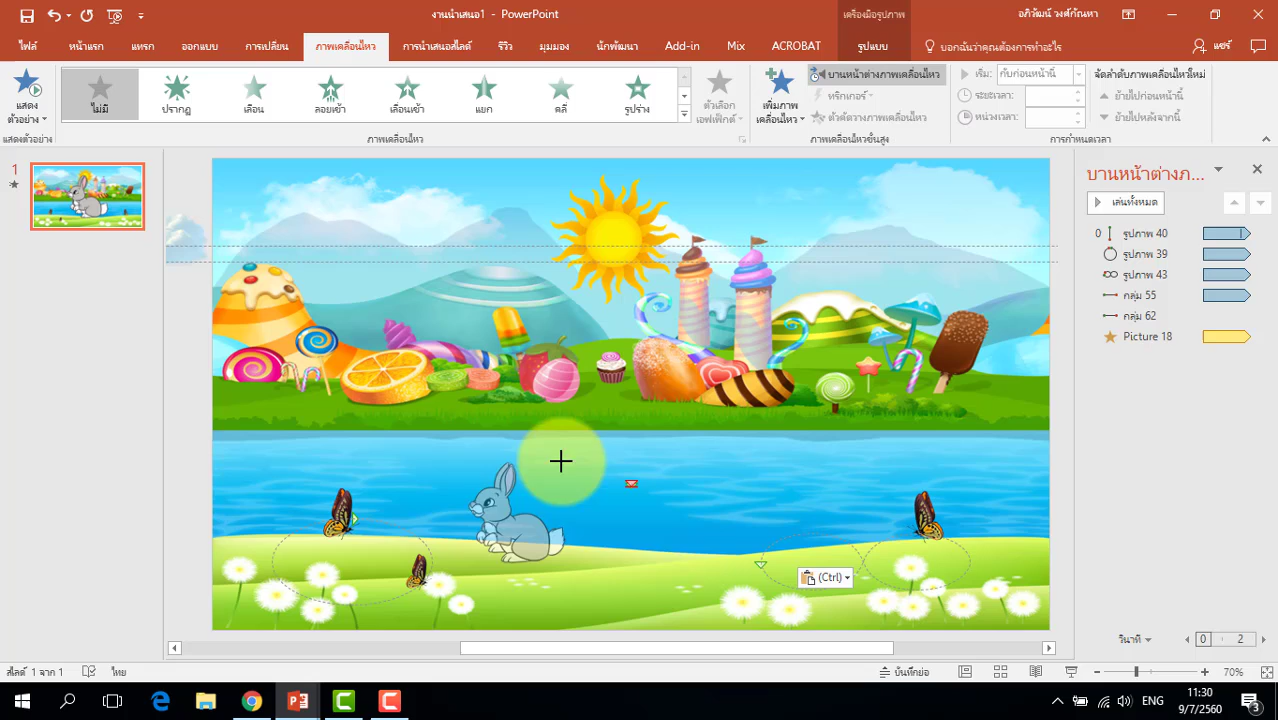 งานนำเสนอ1 - PowerPoint
เครื่องมือรูปภาพ
อภิวัฒน์ วงศ์กัณหา
ไฟล์ หน้าแรก แทรก ออกแบบ การเปลี่ยน ภาพเคลื่อนไหว การนำเสนอสไลด์ รีวิว มุมมอง นักพัฒนา Add-in Mix ACROBAT รูปแบบ บอกฉันว่าคุณต้องการทำอะไร แชร์
แสดง
ตัวอย่าง
ไม่มี ปรากฏ เลือน ลอยเข้า เลื่อนเข้า แยก คลี่ รูปร่าง
ตัวเลือก
เอฟเฟ็กต์
เพิ่มภาพ
เคลื่อนไหว
บานหน้าต่างภาพเคลื่อนไหว
ทริกเกอร์
ตัวคัดวางภาพเคลื่อนไหว
เริ่ม: กับก่อนหน้านี้
ระยะเวลา:
หน่วงเวลา:
จัดลำดับภาพเคลื่อนไหวใหม่
ย้ายไปก่อนหน้านี้
ย้ายไปหลังจากนี้
แสดงตัวอย่าง ภาพเคลื่อนไหว ภาพเคลื่อนไหวขั้นสูง การกำหนดเวลา
1
บานหน้าต่างภ...
เล่นทั้งหมด
0 รูปภาพ 40
รูปภาพ 39
รูปภาพ 43
กลุ่ม 55
กลุ่ม 62
Picture 18
(Ctrl)
วินาที 0 2
สไลด์ 1 จาก 1 ไทย บันทึกย่อ 70%
ENG
11:30
9/7/2560
3